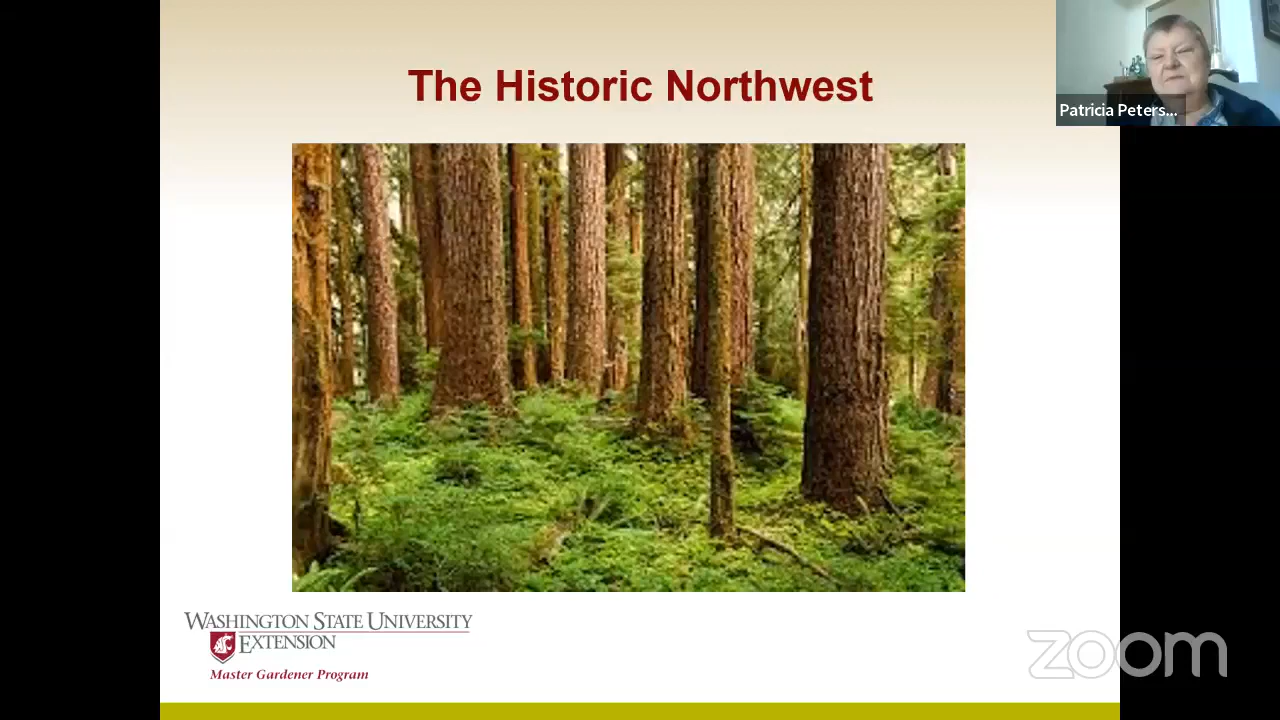 The Historic Northwest
Patricia Peters...
WASHINGTON STATE UNIVERSITY
EXTENSION
Master Gardener Program
zoom